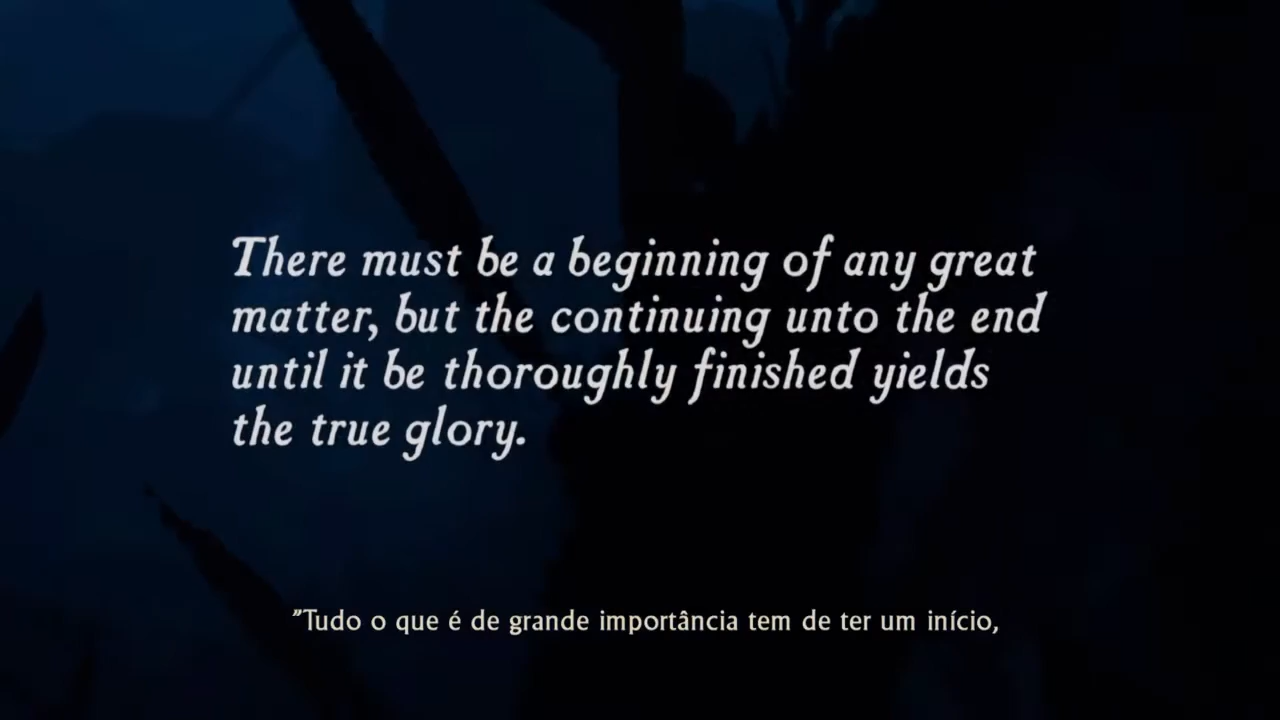 There must be a beginning of any great
matter, but the continuing unto the end
until it be thoroughly finished yields
the true glory.
"Tudo o que é de grande importância tem de ter um início,